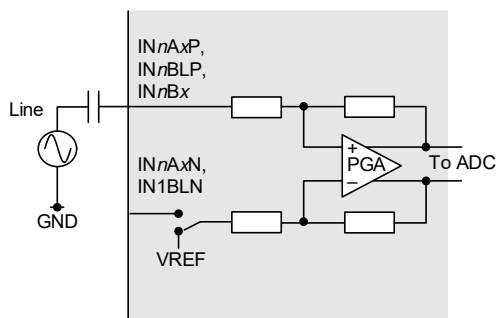 INnAxP,
INnBLP,
INnBx
Line
+
PGA
−
To ADC
INnAxN,
IN1BLN
GND
VREF